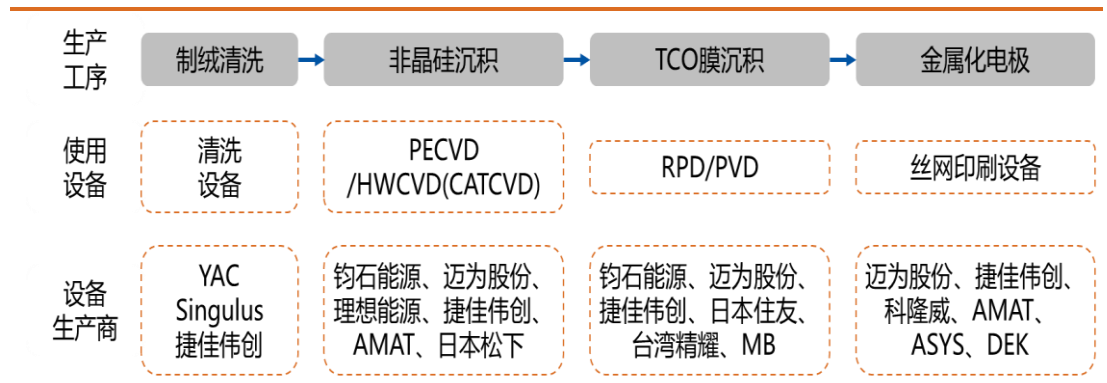 生产
工序
制绒清洗
非晶硅沉积
TCO膜沉积
金属化电极
使用
设备
清洗
设备
PECVD
/HWCVD(CATCVD)
RPD/PVD
丝网印刷设备
设备
生产商
YAC
Singulus
捷佳伟创
钧石能源、迈为股份、
理想能源、捷佳伟创、
AMAT、日本松下
钧石能源、迈为股份、
捷佳伟创、日本住友、
台湾精耀、MB
迈为股份、捷佳伟创、
科隆威、AMAT、
ASYS、DEK